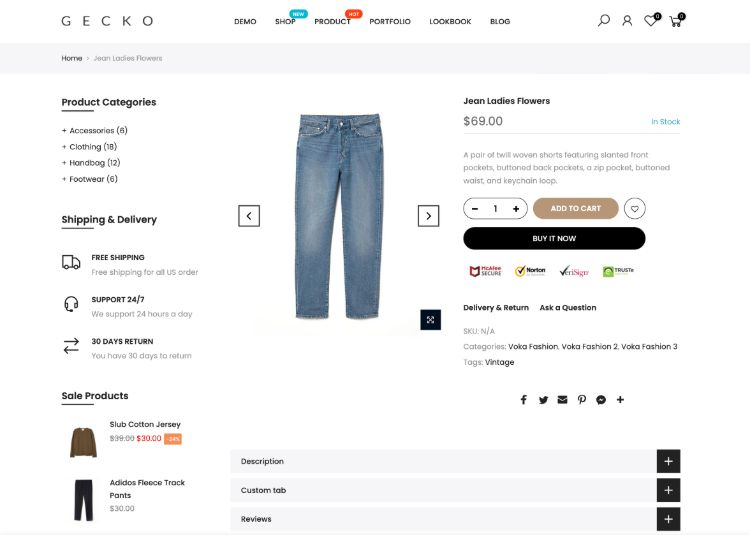 GECKO
DEMO
SHOP
NEW
PRODUCT
HOT
PORTFOLIO
LOOKBOOK
BLOG
0
0
Home > Jean Ladies Flowers
Product Categories
+ Accessories (6)
+ Clothing (18)
+ Handbag (12)
+ Footwear (6)
Shipping & Delivery
FREE SHIPPING
Free shipping for all US order
SUPPORT 24/7
We support 24 hours a day
30 DAYS RETURN
You have 30 days to return
Sale Products
Slub Cotton Jersey
$39.00 $30.00 -24%
Adidos Fleece Track
Pants
$30.00
Jean Ladies Flowers
$69.00
In Stock
A pair of twill woven shorts featuring slanted front
pockets, buttoned back pockets, a zip pocket, buttoned
waist, and keychain loop.
- 1 +
ADD TO CART
BUY IT NOW
McAfee
SECURE
Norton
VeriSign
TRUSTe
Delivery & Return
Ask a Question
SKU: N/A
Categories: Voka Fashion, Voka Fashion 2, Voka Fashion 3
Tags: Vintage
Description
Custom tab
Reviews